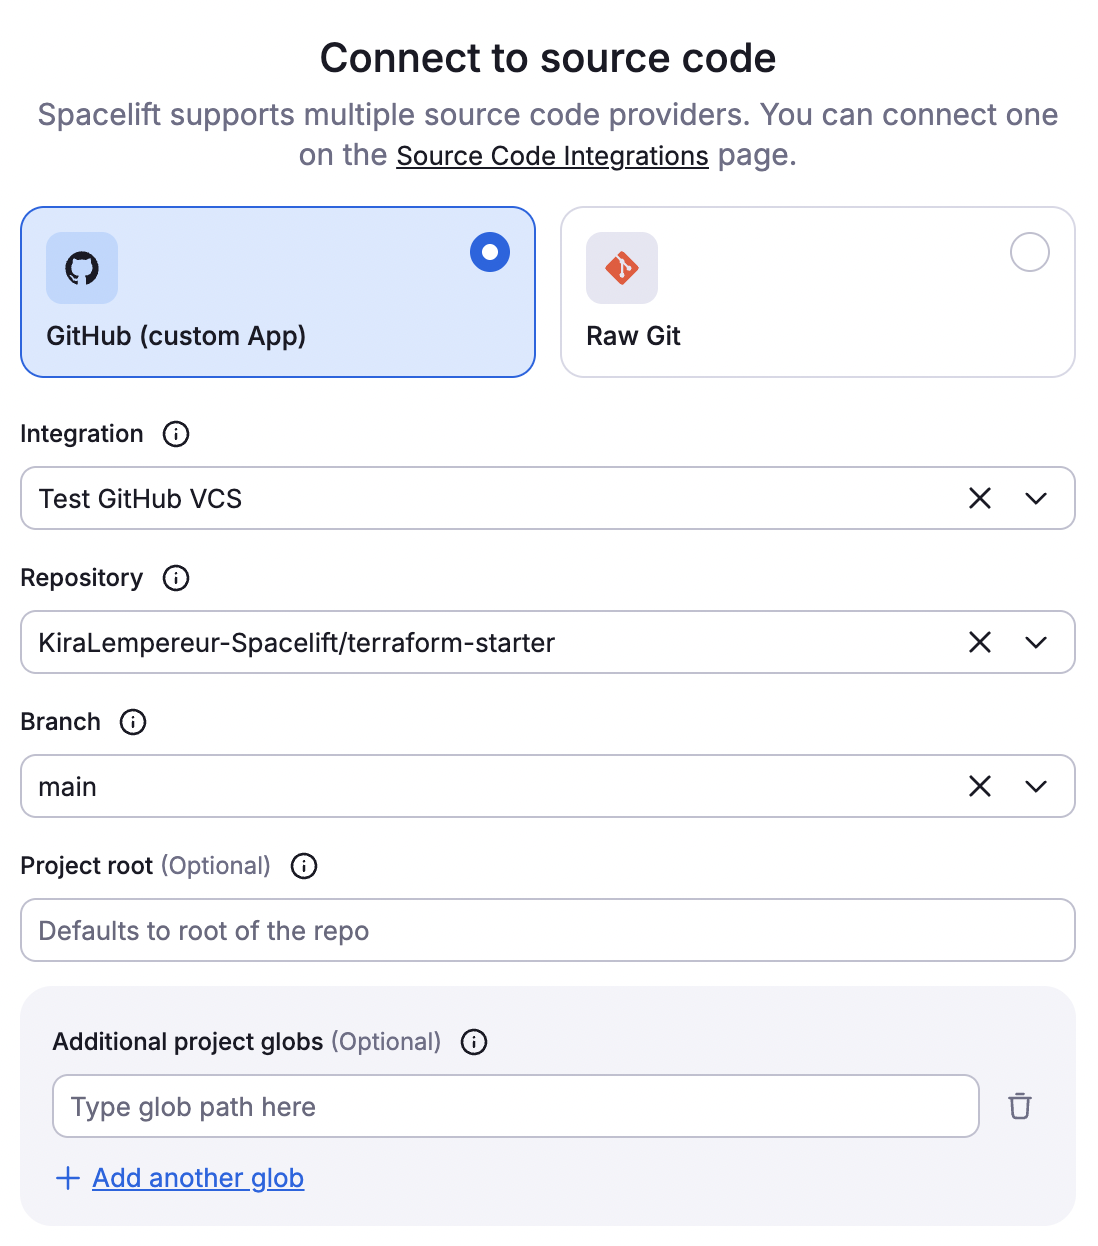 Connect to source code
Spacelift supports multiple source code providers. You can connect one
on the Source Code Integrations page.
GitHub (custom App)
Raw Git
Integration
Test GitHub VCS
Repository
KiraLempereur-Spacelift/terraform-starter
Branch
main
Project root (Optional)
Defaults to root of the repo
Additional project globs (Optional)
Type glob path here
Add another glob